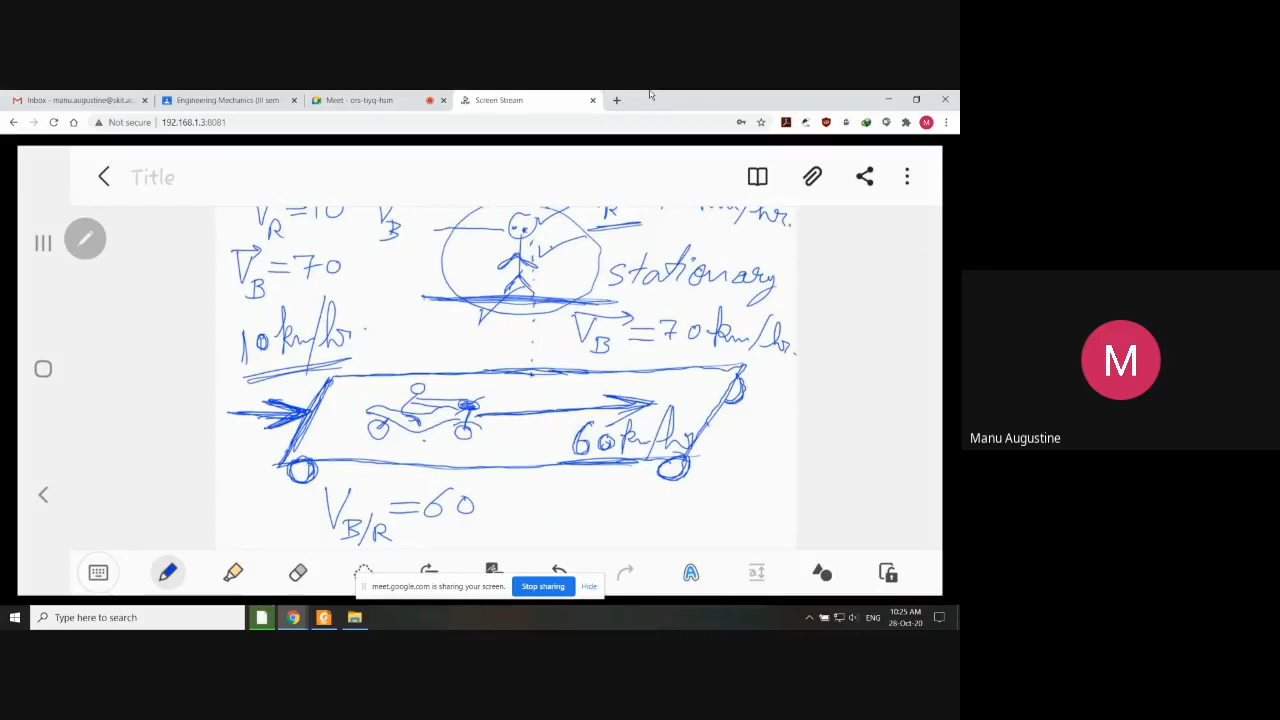 Inbox - manu.augustine@skit.ac.
Engineering Mechanics (III sem
Meet - ors-tiyq-hsm
Screen Stream
Not secure
192.168.1.3:8081
Title
V_R = 10
V_B
R
km/hr.
V_B = 70
stationary
10 km/hr.
V_B = 70 km/hr.
60 km/hr
V_B/R = 60
meet.google.com is sharing your screen.
Stop sharing
Hide
Manu Augustine
M
Type here to search
ENG
10:25 AM
28-Oct-20